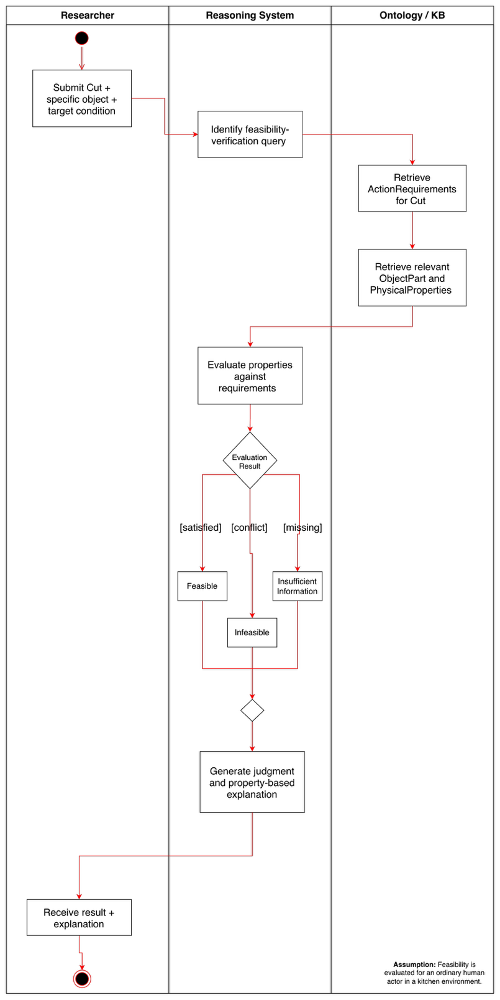 Researcher
Reasoning System
Ontology / KB
Submit Cut +
specific object +
target condition
Identify feasibility-
verification query
Retrieve
ActionRequirements
for Cut
Retrieve relevant
ObjectPart and
PhysicalProperties
Evaluate properties
against
requirements
Evaluation
Result
[satisfied]
[conflict]
[missing]
Feasible
Insufficient
Information
Infeasible
Generate judgment
and property-based
explanation
Receive result +
explanation
Assumption: Feasibility is
evaluated for an ordinary human
actor in a kitchen environment.